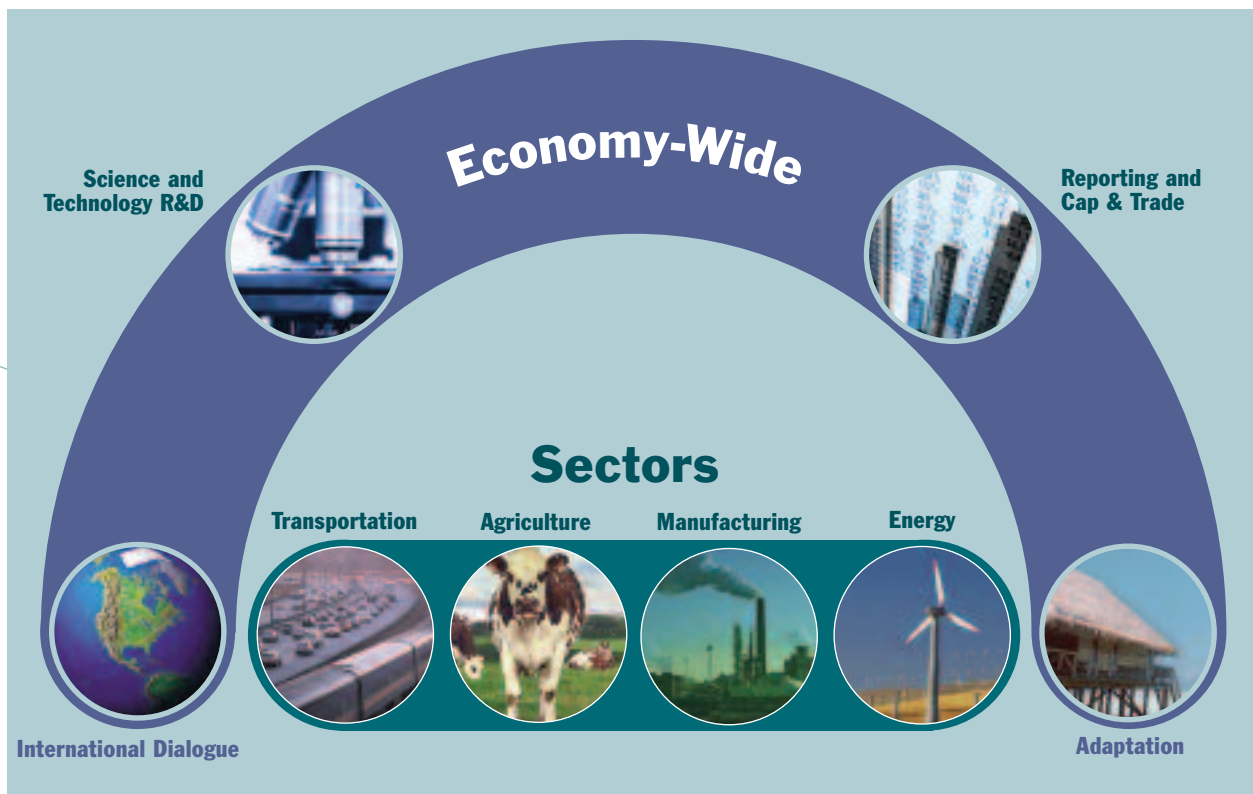 Economy-Wide
Science and
Technology R&D
Reporting and
Cap & Trade
Sectors
Transportation
Agriculture
Manufacturing
Energy
International Dialogue
Adaptation